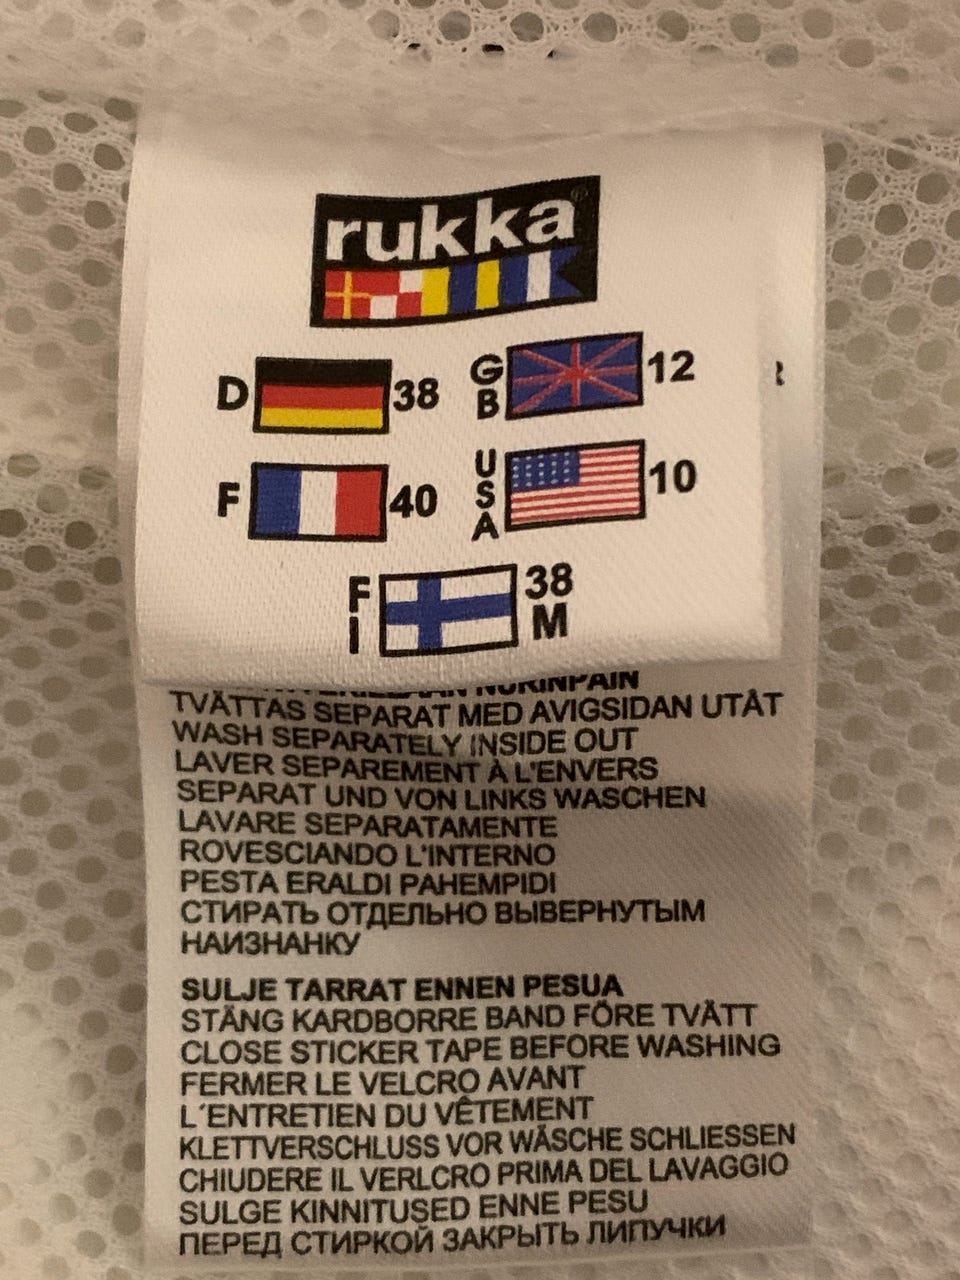 rukka®
D 38
GB 12
F 40
USA 10
FI 38 M
NURINPAIN
TVÄTTAS SEPARAT MED AVIGSIDAN UTÅT
WASH SEPARATELY INSIDE OUT
LAVER SEPAREMENT À L'ENVERS
SEPARAT UND VON LINKS WASCHEN
LAVARE SEPARATAMENTE
ROVESCIANDO L'INTERNO
PESTA ERALDI PAHEMPIDI
СТИРАТЬ ОТДЕЛЬНО ВЫВЕРНУТЫМ
НАИЗНАНКУ
SULJE TARRAT ENNEN PESUA
STÄNG KARDBORRE BAND FÖRE TVÄTT
CLOSE STICKER TAPE BEFORE WASHING
FERMER LE VELCRO AVANT
L´ENTRETIEN DU VÊTEMENT
KLETTVERSCHLUSS VOR WÄSCHE SCHLIESSEN
CHIUDERE IL VERLCRO PRIMA DEL LAVAGGIO
SULGE KINNITUSED ENNE PESU
ПЕРЕД СТИРКОЙ ЗАКРЫТЬ ЛИПУЧКИ